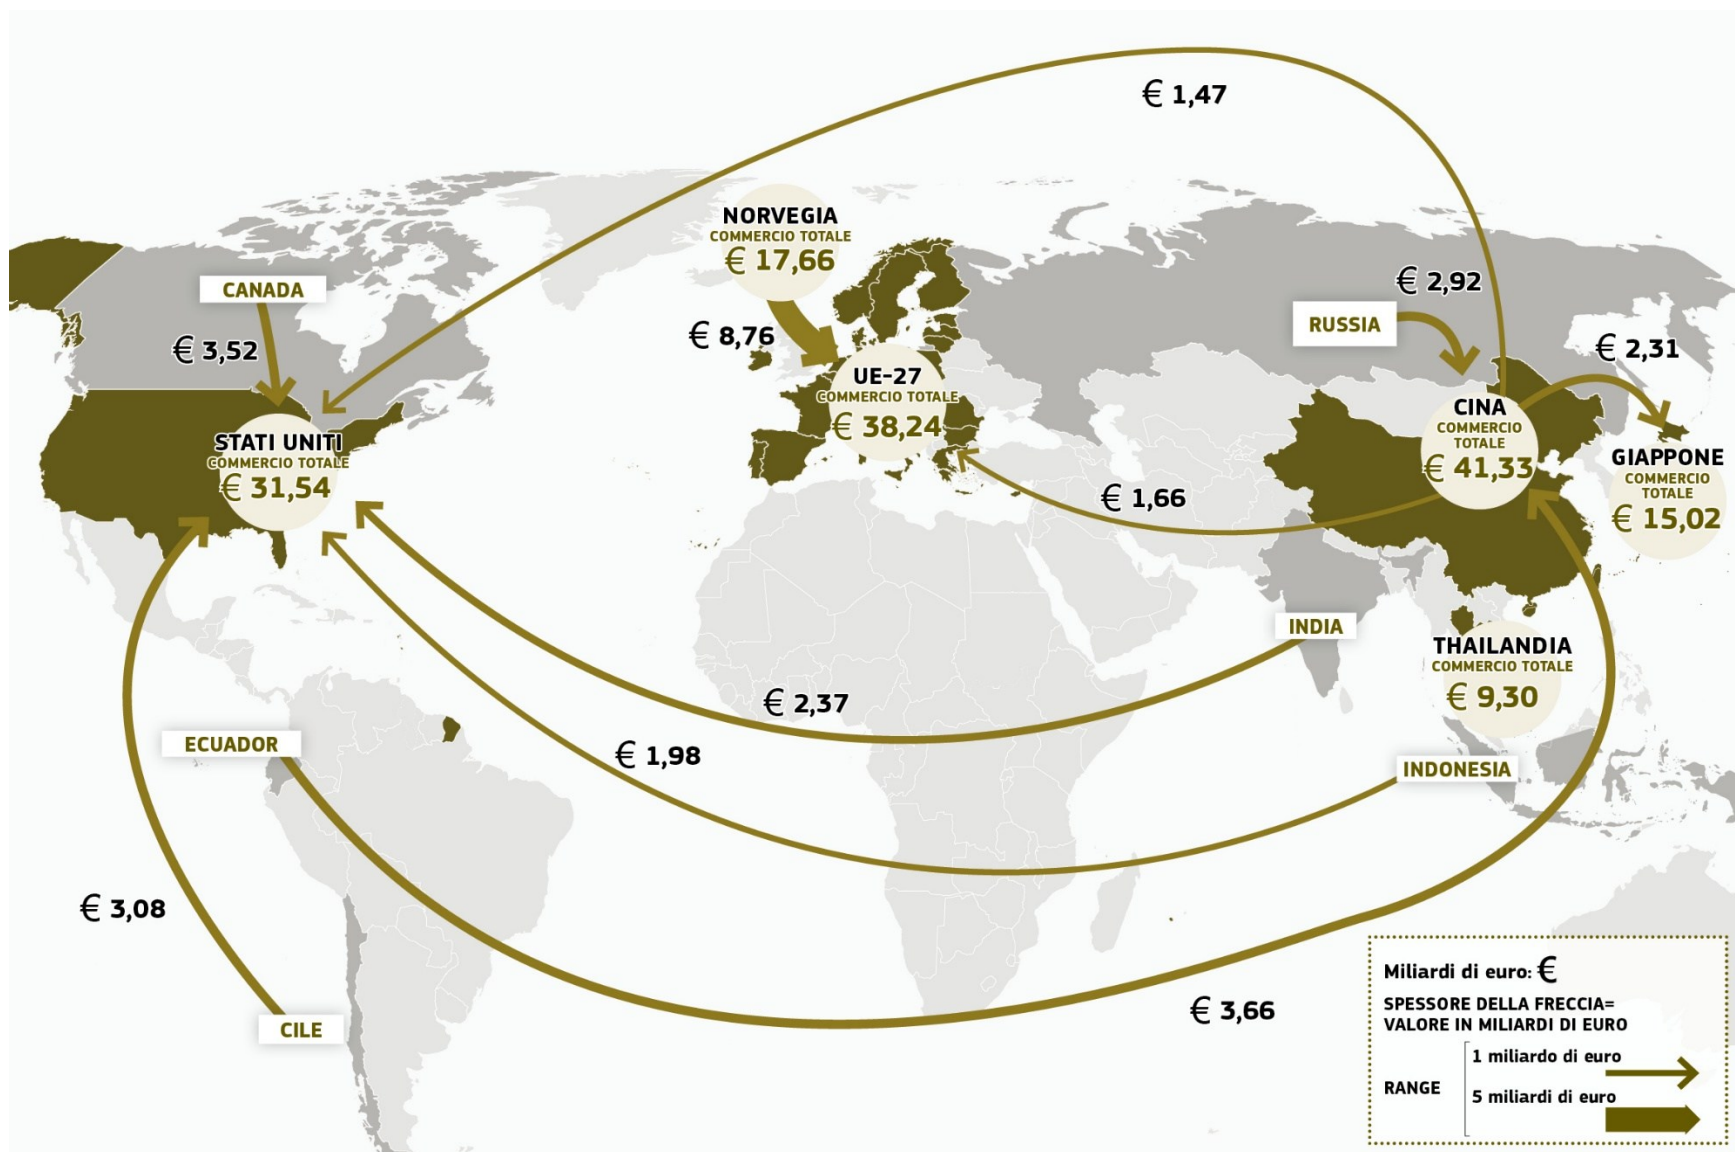 € 1,47
NORVEGIA
COMMERCIO TOTALE
€ 17,66
CANADA
€ 3,52
€ 8,76
RUSSIA
€ 2,92
€ 2,31
UE-27
COMMERCIO TOTALE
€ 38,24
STATI UNITI
COMMERCIO TOTALE
€ 31,54
CINA
COMMERCIO
TOTALE
€ 41,33
GIAPPONE
COMMERCIO
TOTALE
€ 15,02
€ 1,66
INDIA
THAILANDIA
COMMERCIO TOTALE
€ 9,30
€ 2,37
ECUADOR
€ 1,98
INDONESIA
€ 3,08
CILE
€ 3,66
Miliardi di euro: €
SPESSORE DELLA FRECCIA=
VALORE IN MILIARDI DI EURO
RANGE
1 miliardo di euro
5 miliardi di euro